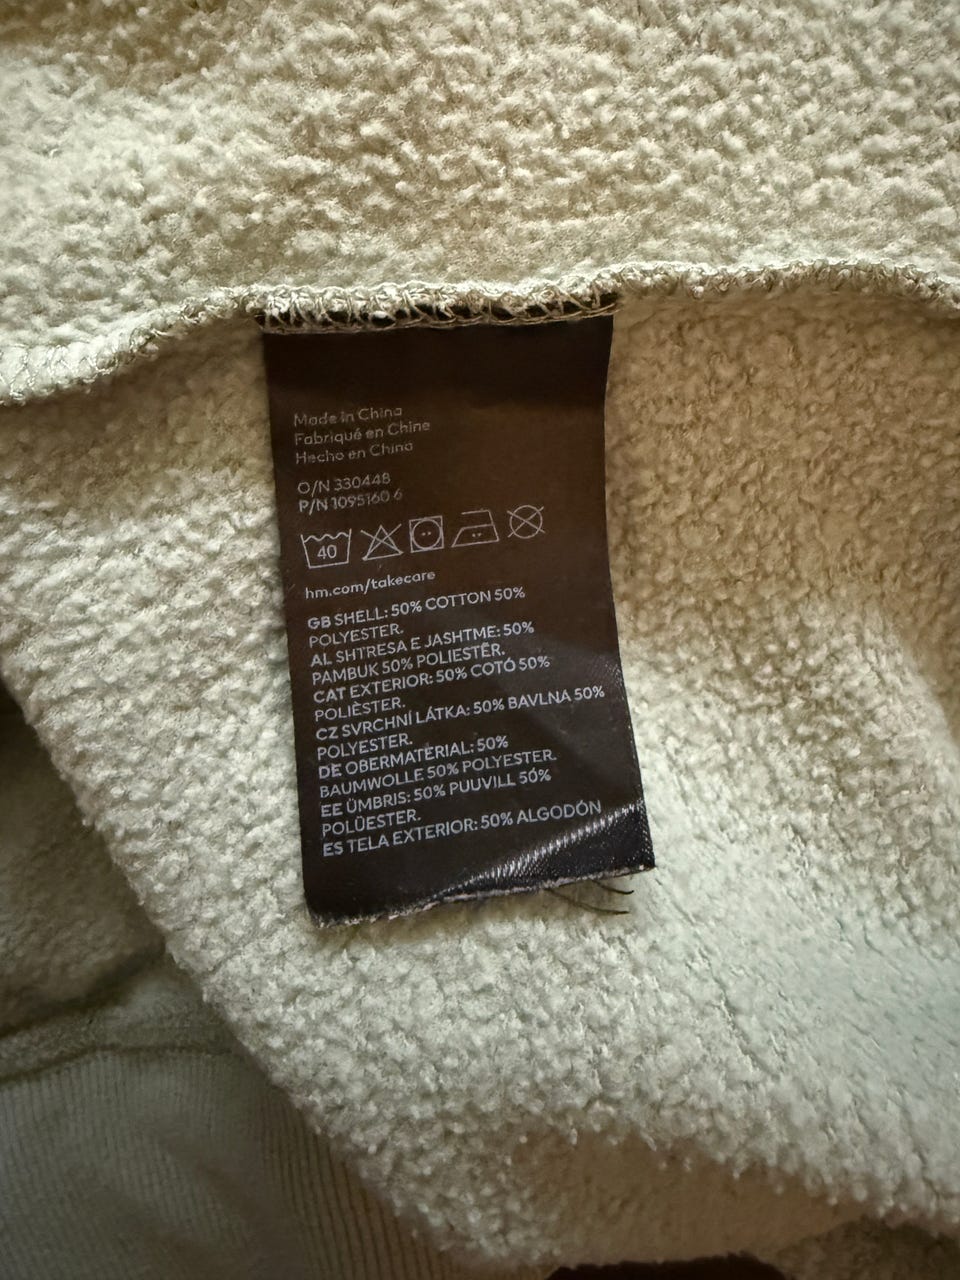 Made in China
Fabriqué en Chine
Hecho en China
O/N 330448
P/N 1095160 6
40
hm.com/takecare
GB SHELL: 50% COTTON 50%
POLYESTER.
AL SHTRESA E JASHTME: 50%
PAMBUK 50% POLIESTËR.
CAT EXTERIOR: 50% COTÓ 50%
POLIÈSTER.
CZ SVRCHNÍ LÁTKA: 50% BAVLNA 50%
POLYESTER.
DE OBERMATERIAL: 50%
BAUMWOLLE 50% POLYESTER.
EE ÜMBRIS: 50% PUUVILL 50%
POLÜESTER.
ES TELA EXTERIOR: 50% ALGODÓN